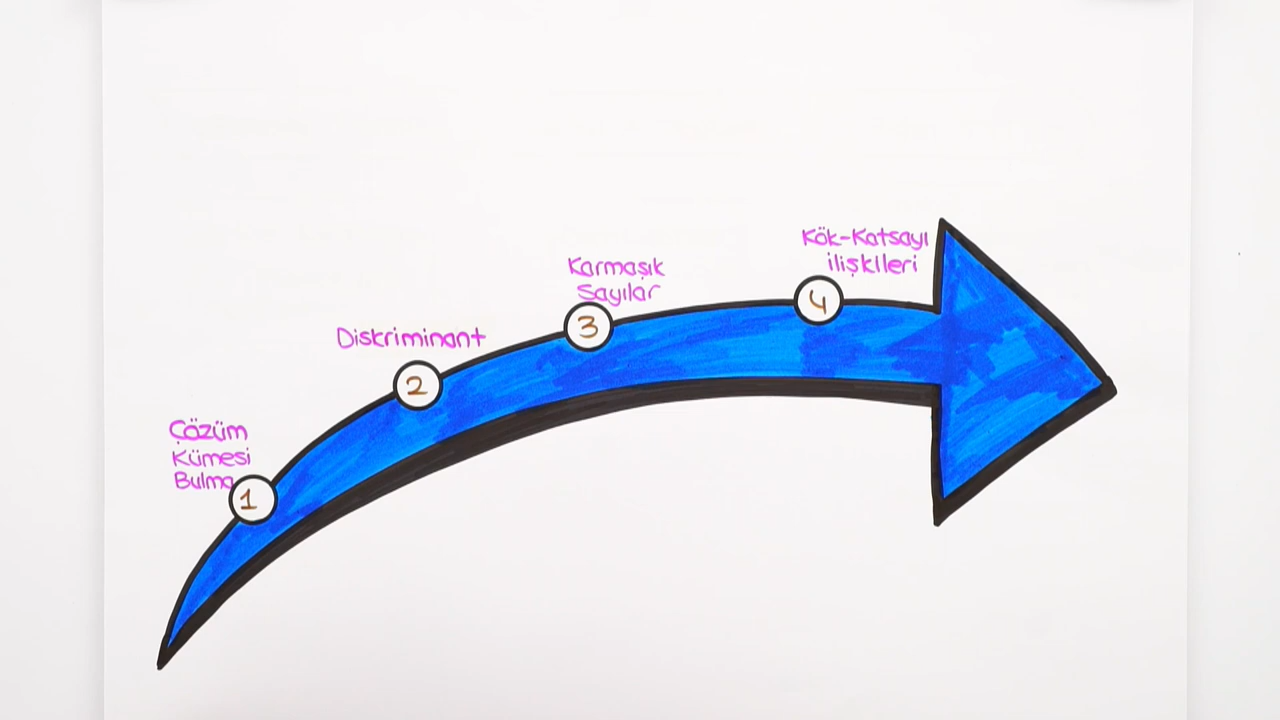 Çözüm
Kümesi
Bulma
1
Diskriminant
2
Karmaşık
Sayılar
3
Kök-Katsayı
ilişkileri
4